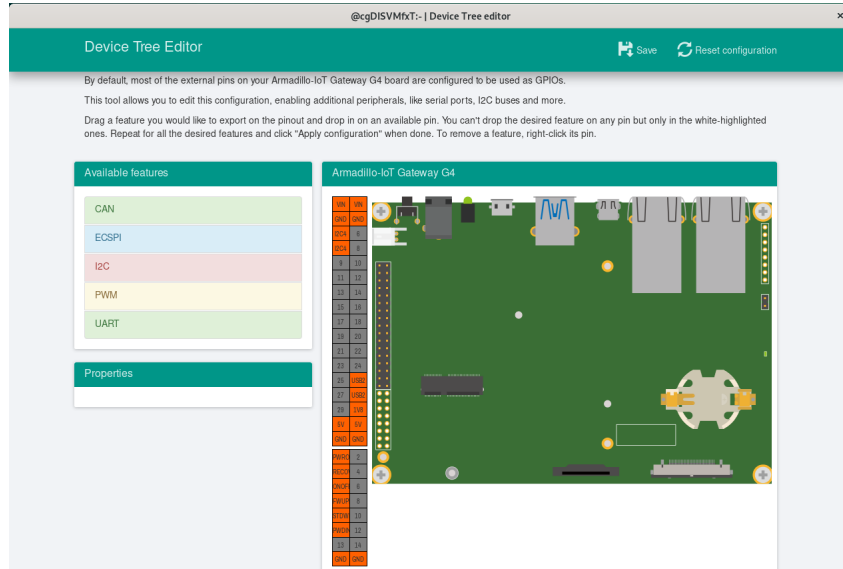 @cgDISVMfxT:- | Device Tree editor
×
Device Tree Editor
Save
Reset configuration
By default, most of the external pins on your Armadillo-IoT Gateway G4 board are configured to be used as GPIOs.
This tool allows you to edit this configuration, enabling additional peripherals, like serial ports, I2C buses and more.
Drag a feature you would like to export on the pinout and drop in on an available pin. You can't drop the desired feature on any pin but only in the white-highlighted
ones. Repeat for all the desired features and click "Apply configuration" when done. To remove a feature, right-click its pin.
Available features
CAN
ECSPI
I2C
PWM
UART
Properties
Armadillo-IoT Gateway G4
VIN VIN
GND GND
I2C4 6
I2C4 8
9 10
11 12
13 14
15 16
17 18
19 20
21 22
23 24
25 USB2
27 USB2
29 1V8
5V 5V
GND GND
2
RECO 4
ONOF 6
FWUP 8
STDW 10
PWDN 12
13 14
GND GND